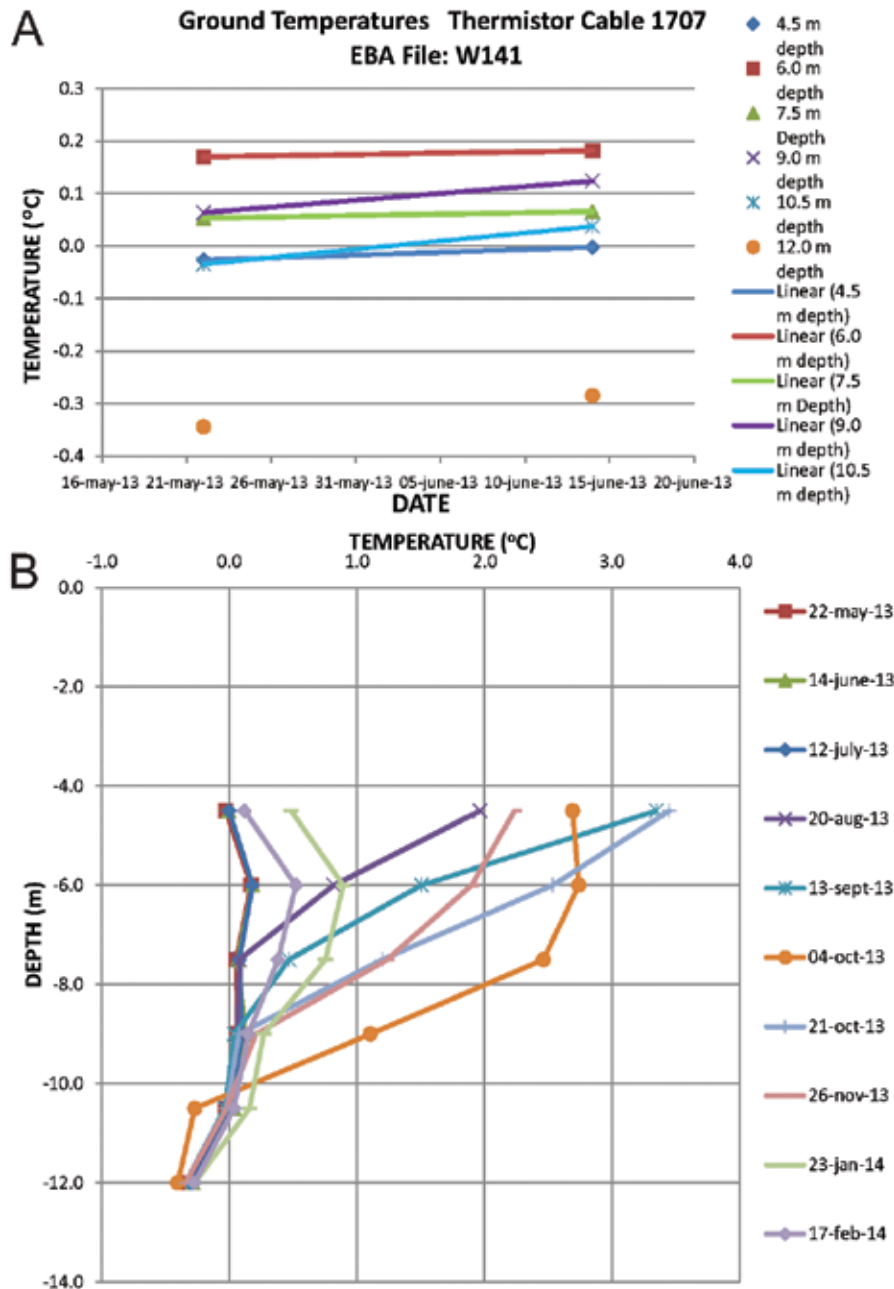 A
Ground Temperatures Thermistor Cable 1707
EBA File: W141
TEMPERATURE (°C)
0.3
0.2
0.1
0.0
-0.1
-0.2
-0.3
-0.4
16-may-13 21-may-13 26-may-13 31-may-13 05-june-13 10-june-13 15-june-13 20-june-13
DATE
4.5 m
depth
6.0 m
depth
7.5 m
Depth
9.0 m
depth
10.5 m
depth
12.0 m
depth
Linear (4.5
m depth)
Linear (6.0
m depth)
Linear (7.5
m Depth)
Linear (9.0
m depth)
Linear (10.5
m depth)
B
TEMPERATURE (°C)
-1.0 0.0 1.0 2.0 3.0 4.0
DEPTH (m)
0.0
-2.0
-4.0
-6.0
-8.0
-10.0
-12.0
-14.0
22-may-13
14-june-13
12-july-13
20-aug-13
13-sept-13
04-oct-13
21-oct-13
26-nov-13
23-jan-14
17-feb-14